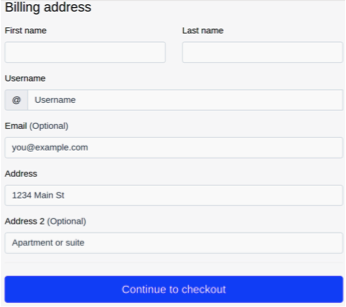 Billing address
First name Last name
Username
@ Username
Email (Optional)
you@example.com
Address
1234 Main St
Address 2 (Optional)
Apartment or suite
Continue to checkout